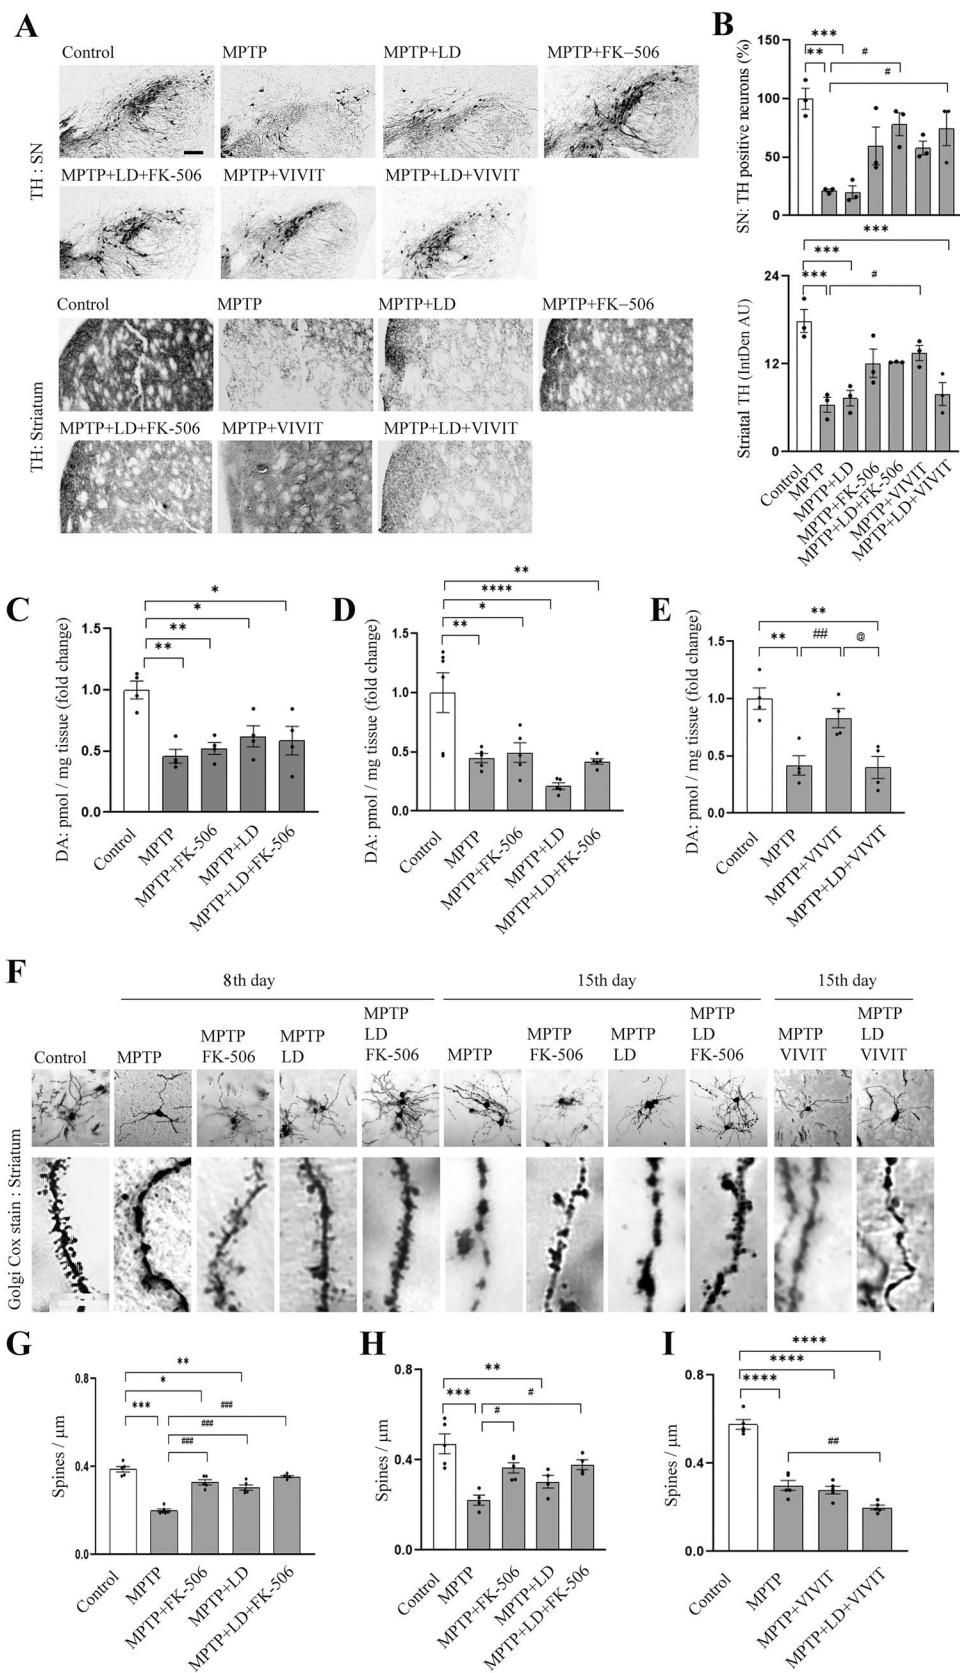 A
Control
MPTP
MPTP+LD
MPTP+FK–506
TH : SN
MPTP+LD+FK-506
MPTP+VIVIT
MPTP+LD+VIVIT
Control
MPTP
MPTP+LD
MPTP+FK–506
TH: Striatum
MPTP+LD+FK-506
MPTP+VIVIT
MPTP+LD+VIVIT
B
SN: TH positive neurons (%)
150
100
50
0
***
**
#
#
Striatal TH (IntDen AU)
24
12
0
***
***
***
#
Control
MPTP
MPTP+LD
MPTP+FK-506
MPTP+LD+FK-506
MPTP+VIVIT
MPTP+LD+VIVIT
C
DA: pmol / mg tissue (fold change)
1.5
1.0
0.5
0.0
*
*
**
**
Control
MPTP
MPTP+FK-506
MPTP+LD
MPTP+LD+FK-506
D
DA: pmol / mg tissue (fold change)
1.5
1.0
0.5
0.0
**
****
*
**
Control
MPTP
MPTP+FK-506
MPTP+LD
MPTP+LD+FK-506
E
DA: pmol / mg tissue (fold change)
1.5
1.0
0.5
0.0
**
**
##
@
Control
MPTP
MPTP+VIVIT
MPTP+LD+VIVIT
F
8th day
15th day
15th day
Control
MPTP
MPTP
FK-506
MPTP
LD
MPTP
LD
FK-506
MPTP
MPTP
FK-506
MPTP
LD
MPTP
LD
FK-506
MPTP
VIVIT
MPTP
LD
VIVIT
Golgi Cox stain : Striatum
G
Spines / μm
0.8
0.4
0.0
**
*
***
###
###
###
Control
MPTP
MPTP+FK-506
MPTP+LD
MPTP+LD+FK-506
H
Spines / μm
0.8
0.4
0.0
**
***
#
#
Control
MPTP
MPTP+FK-506
MPTP+LD
MPTP+LD+FK-506
I
Spines / μm
0.8
0.4
0.0
****
****
****
##
Control
MPTP
MPTP+VIVIT
MPTP+LD+VIVIT